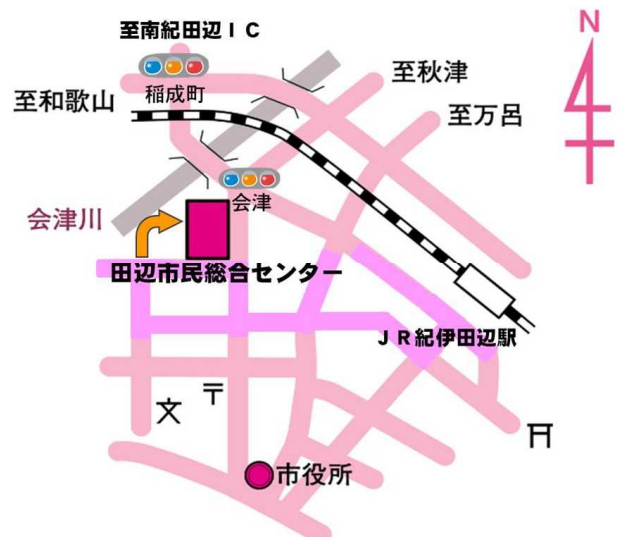 至南紀田辺IC
N
至秋津
稲成町
至和歌山
至万呂
会津
会津川
田辺市民総合センター
JR紀伊田辺駅
市役所